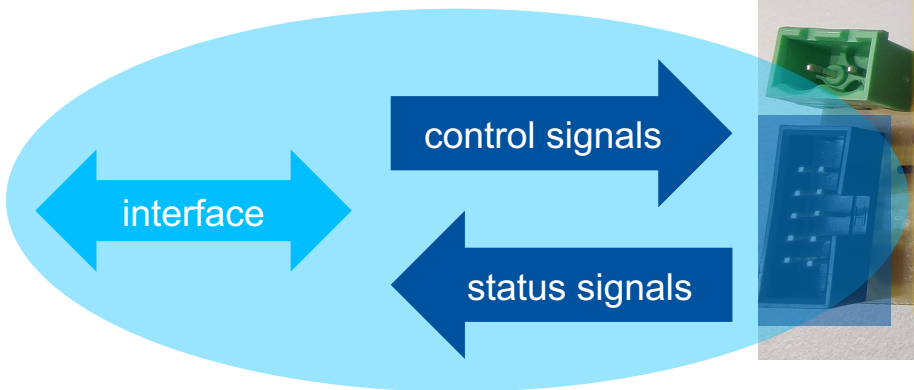 control signals
interface
status signals